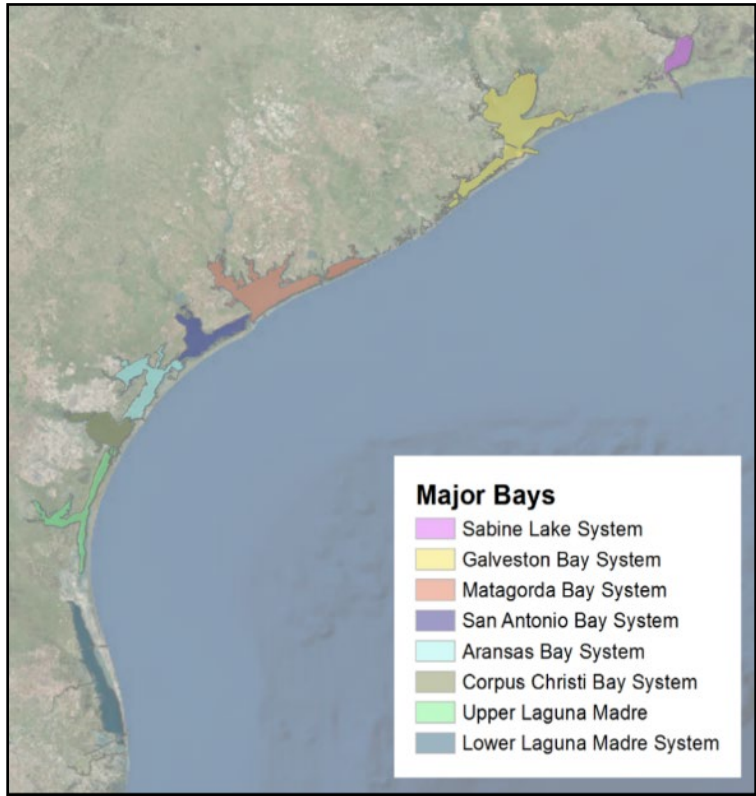 Major Bays
Sabine Lake System
Galveston Bay System
Matagorda Bay System
San Antonio Bay System
Aransas Bay System
Corpus Christi Bay System
Upper Laguna Madre
Lower Laguna Madre System